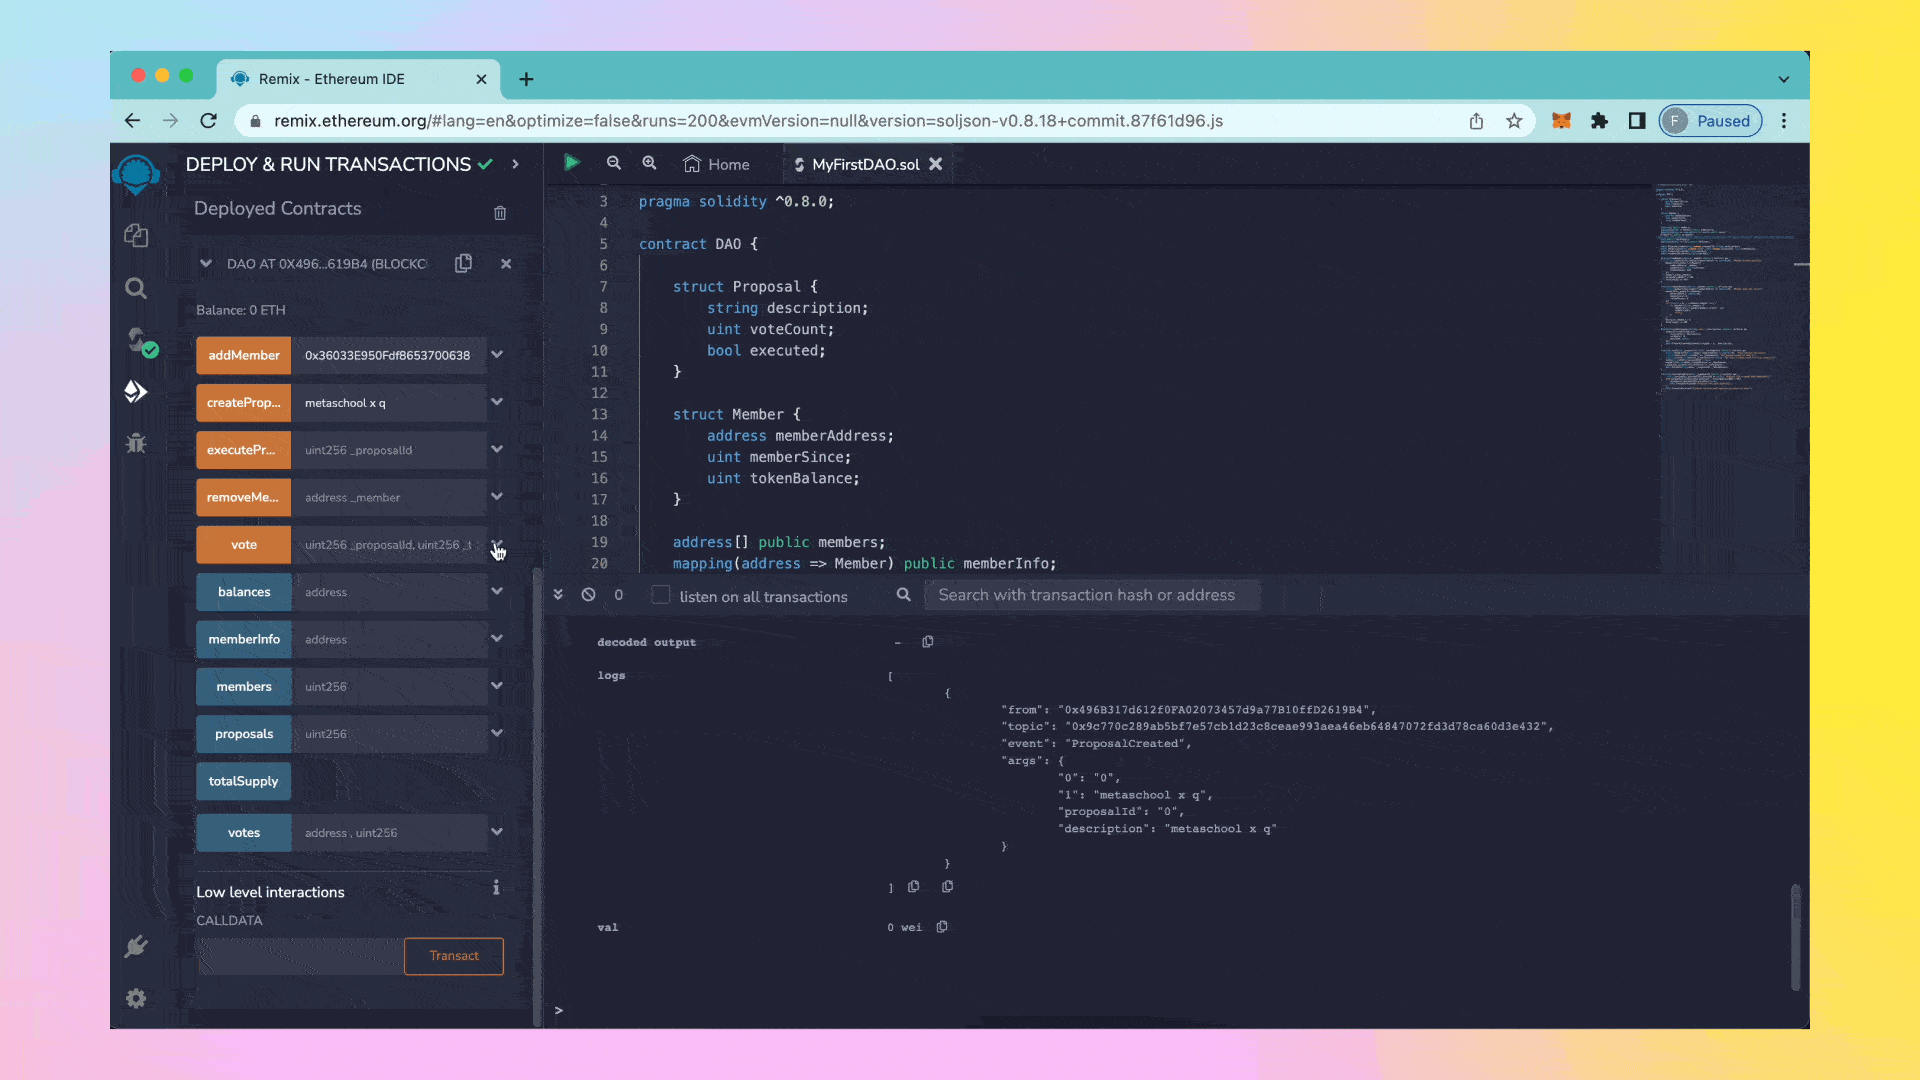 Remix - Ethereum IDE
remix.ethereum.org/#lang=en&optimize=false&runs=200&evmVersion=null&version=soljson-v0.8.18+commit.87f61d96.js
F Paused
DEPLOY & RUN TRANSACTIONS
Deployed Contracts
DAO AT 0X496...619B4 (BLOCKC
Balance: 0 ETH
addMember 0x36033E950Fdf8653700638
createProp... metaschool x q
executePr... uint256 _proposalId
removeMe... address _member
vote uint256 _proposalId, uint256 _t
balances address
memberInfo address
members uint256
proposals uint256
totalSupply
votes address , uint256
Low level interactions
i
CALLDATA
Transact
Home
MyFirstDAO.sol
3 pragma solidity ^0.8.0;
4
5 contract DAO {
6
7 struct Proposal {
8 string description;
9 uint voteCount;
10 bool executed;
11 }
12
13 struct Member {
14 address memberAddress;
15 uint memberSince;
16 uint tokenBalance;
17 }
18
19 address[] public members;
20 mapping(address => Member) public memberInfo;
0 listen on all transactions Search with transaction hash or address
decoded output -
logs [
{
"from": "0x496B317d612f0FA02073457d9a77B10ffD2619B4",
"topic": "0x9c770c289ab5bf7e57cb1d23c8ceae993aea46eb64847072fd3d78ca60d3e432",
"event": "ProposalCreated",
"args": {
"0": "0",
"1": "metaschool x q",
"proposalId": "0",
"description": "metaschool x q"
}
}
]
val 0 wei
>